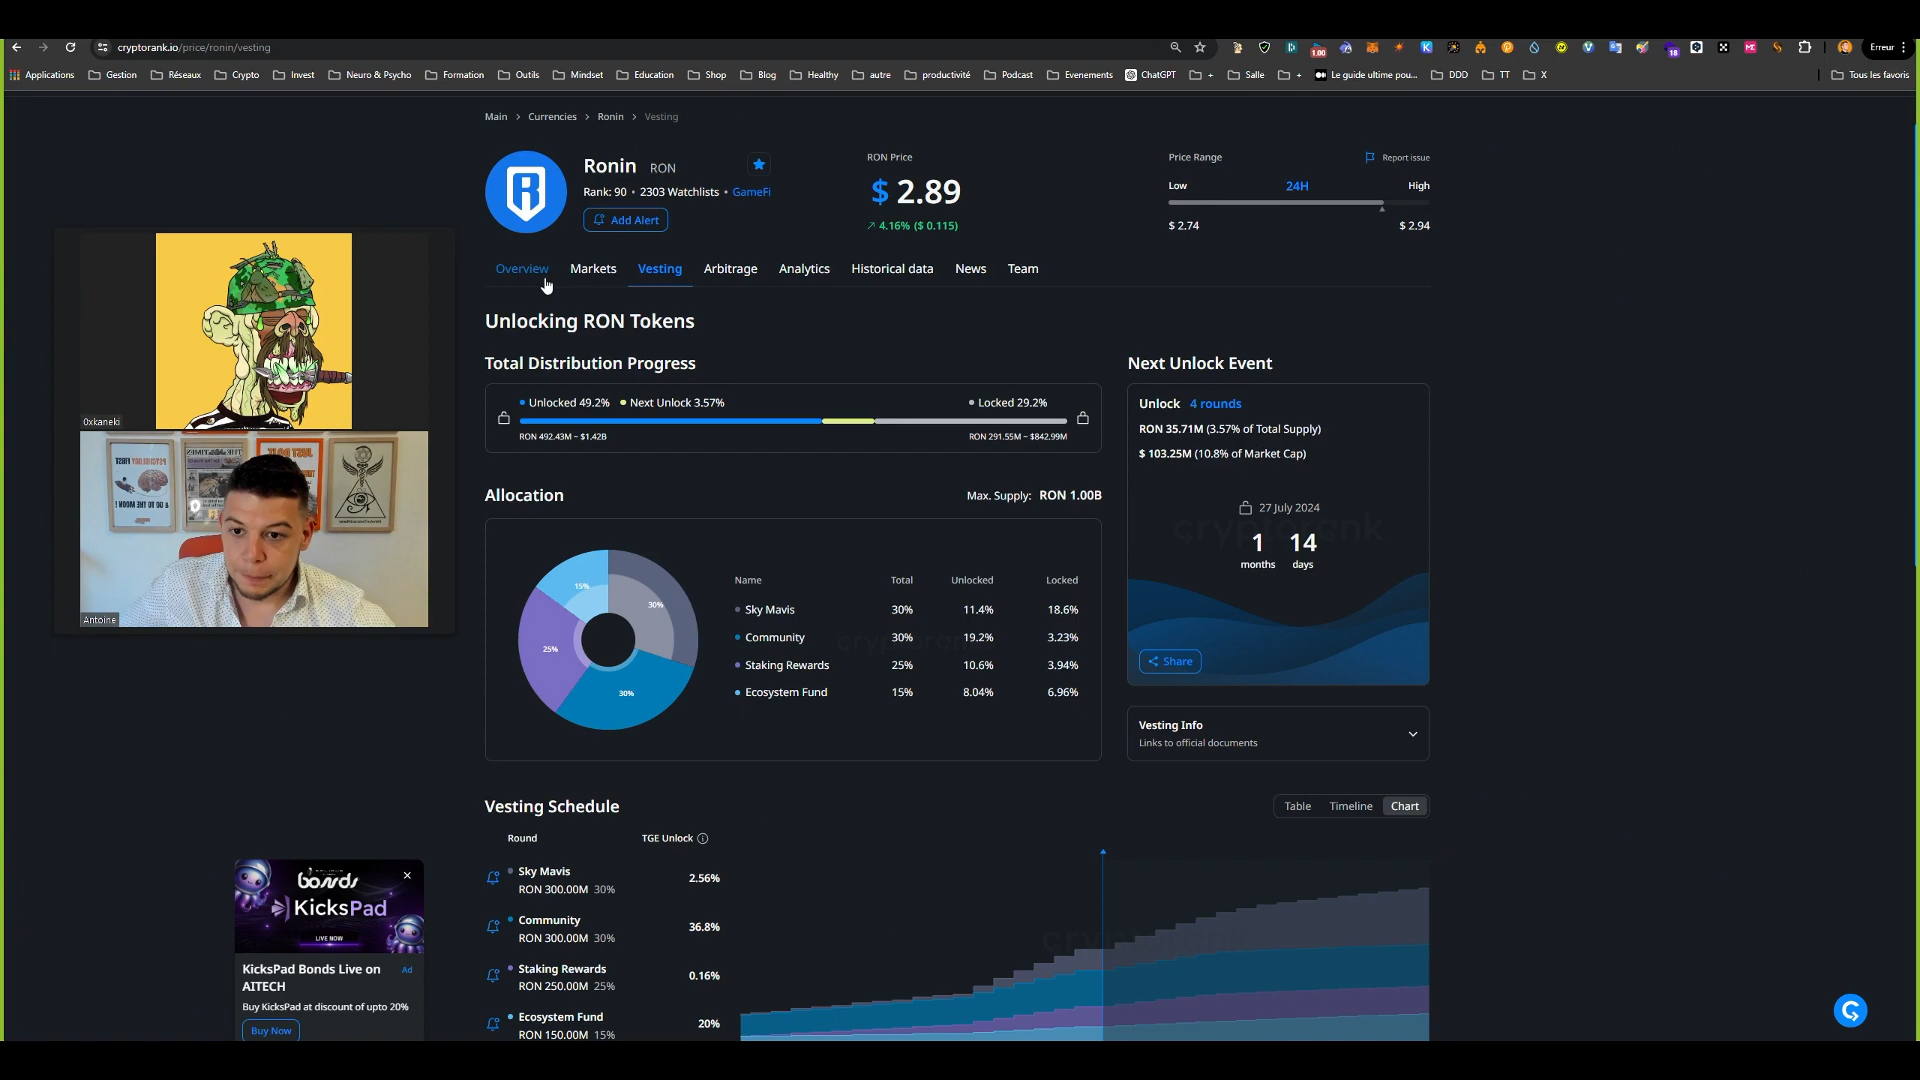 cryptorank.io/price/ronin/vesting
1.00
18
Erreur
Applications
Gestion
Réseaux
Crypto
Invest
Neuro & Psycho
Formation
Outils
Mindset
Education
Shop
Blog
Healthy
autre
productivité
Podcast
Evenements
ChatGPT
+
Salle
+
Le guide ultime pou...
DDD
TT
X
Tous les favoris
Main > Currencies > Ronin > Vesting
Ronin RON
Rank: 90 • 2303 Watchlists • GameFi
Add Alert
RON Price
$ 2.89
4.16% ($ 0.115)
Price Range
Report issue
Low 24H High
$ 2.74 $ 2.94
Overview
Markets
Vesting
Arbitrage
Analytics
Historical data
News
Team
Unlocking RON Tokens
Total Distribution Progress
Unlocked 49.2% Next Unlock 3.57% Locked 29.2%
RON 492.43M ~ $1.42B RON 291.55M ~ $842.99M
Next Unlock Event
Unlock 4 rounds
RON 35.71M (3.57% of Total Supply)
$ 103.25M (10.8% of Market Cap)
27 July 2024
cryptorank
1 14
months days
Share
Vesting Info
Links to official documents
Allocation
Max. Supply: RON 1.00B
15%
30%
25%
30%
Name Total Unlocked Locked
Sky Mavis 30% 11.4% 18.6%
Community 30% 19.2% 3.23%
Staking Rewards 25% 10.6% 3.94%
Ecosystem Fund 15% 8.04% 6.96%
Vesting Schedule
Table Timeline Chart
Round TGE Unlock
Sky Mavis
RON 300.00M 30%
2.56%
Community
RON 300.00M 30%
36.8%
Staking Rewards
RON 250.00M 25%
0.16%
Ecosystem Fund
RON 150.00M 15%
20%
0xkaneki
PSYCHOLOGY FIRST
& GO TO THE MOON !
Antoine
bonds
KicksPad
LIVE NOW
KicksPad Bonds Live on
AITECH
Ad
Buy KicksPad at discount of upto 20%
Buy Now